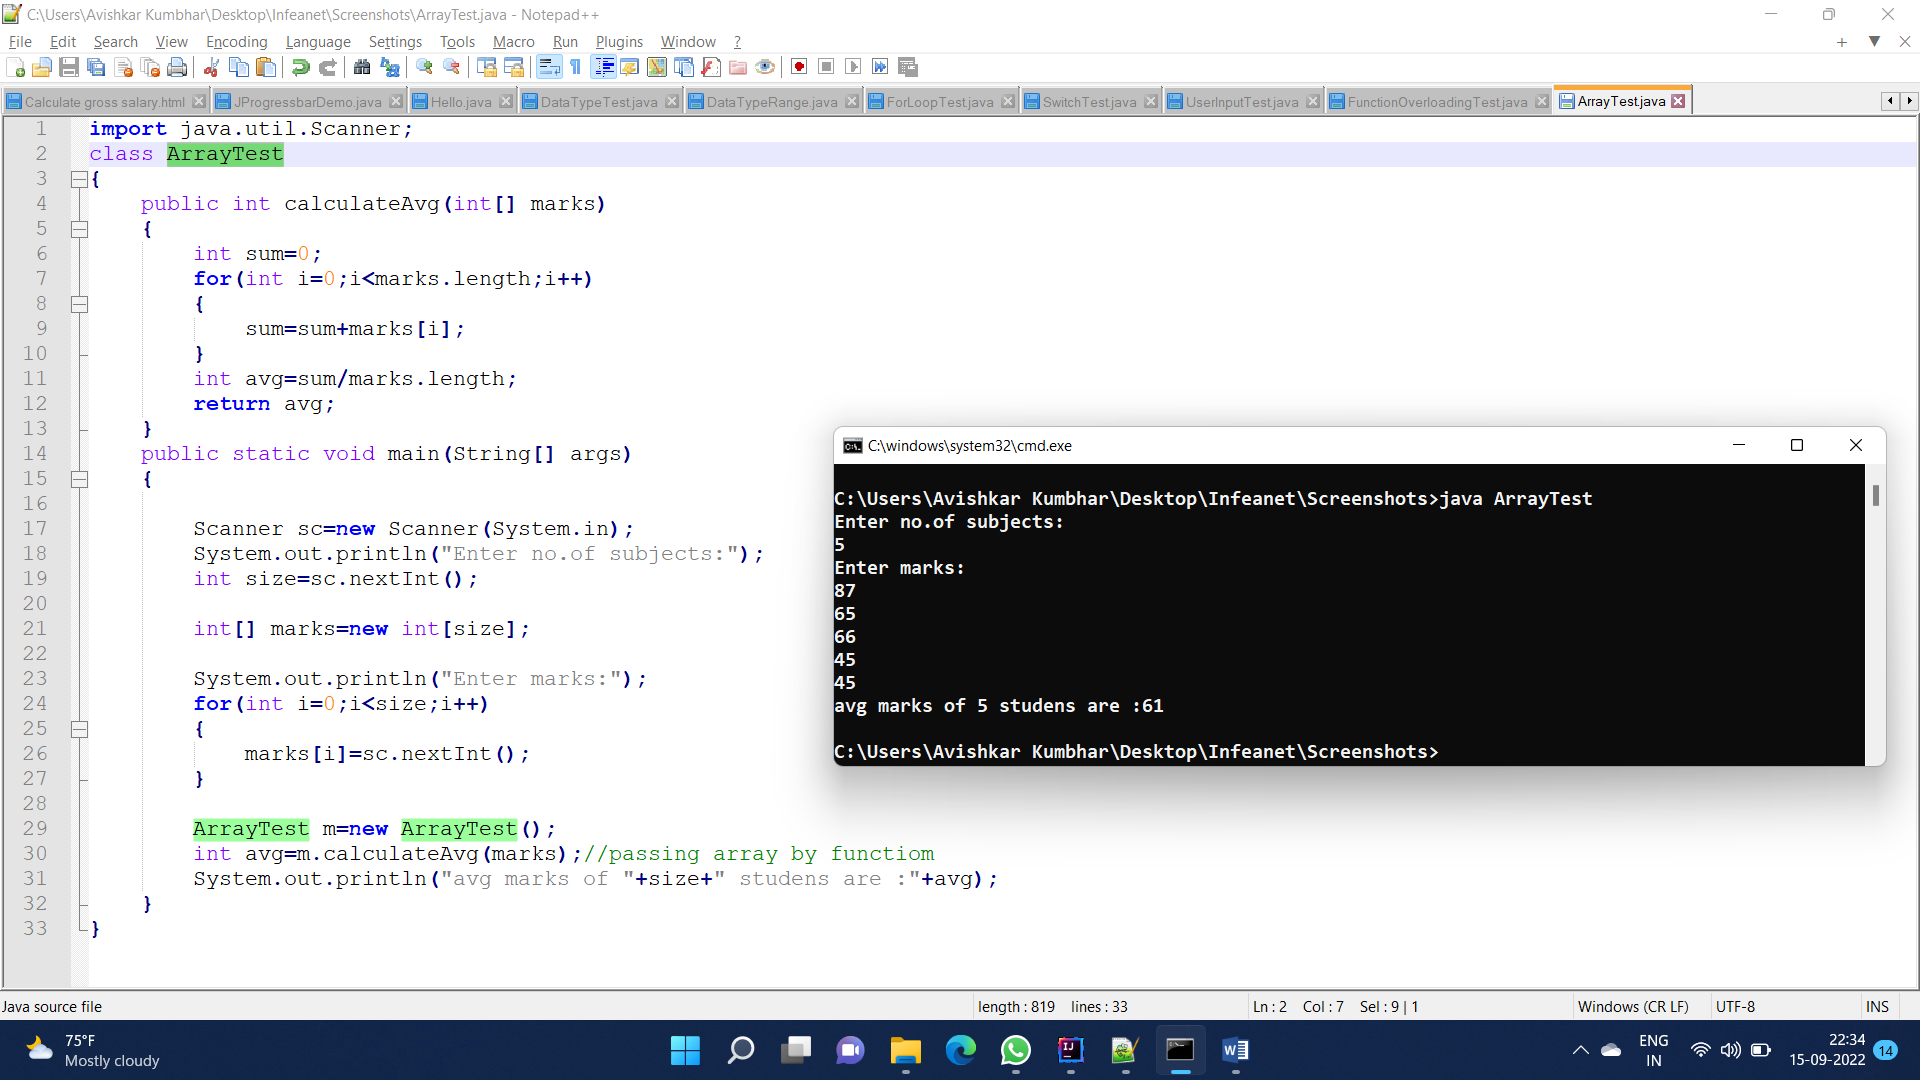 C:\Users\Avishkar Kumbhar\Desktop\Infeanet\Screenshots\ArrayTest.java - Notepad++
File Edit Search View Encoding Language Settings Tools Macro Run Plugins Window ?
Calculate gross salary.html JProgressbarDemo.java Hello.java DataTypeTest.java DataTypeRange.java ForLoopTest.java SwitchTest.java UserInputTest.java FunctionOverloadingTest.java ArrayTest.java
1 import java.util.Scanner;
2 class ArrayTest
3 {
4 public int calculateAvg(int[] marks)
5 {
6 int sum=0;
7 for(int i=0;i<marks.length;i++)
8 {
9 sum=sum+marks[i];
10 }
11 int avg=sum/marks.length;
12 return avg;
13 }
14 public static void main(String[] args)
15 {
16
17 Scanner sc=new Scanner(System.in);
18 System.out.println("Enter no.of subjects:");
19 int size=sc.nextInt();
20
21 int[] marks=new int[size];
22
23 System.out.println("Enter marks:");
24 for(int i=0;i<size;i++)
25 {
26 marks[i]=sc.nextInt();
27 }
28
29 ArrayTest m=new ArrayTest();
30 int avg=m.calculateAvg(marks);//passing array by functiom
31 System.out.println("avg marks of "+size+" studens are :"+avg);
32 }
33 }
C:\windows\system32\cmd.exe
C:\Users\Avishkar Kumbhar\Desktop\Infeanet\Screenshots>java ArrayTest
Enter no.of subjects:
5
Enter marks:
87
65
66
45
45
avg marks of 5 studens are :61
C:\Users\Avishkar Kumbhar\Desktop\Infeanet\Screenshots>
Java source file length : 819 lines : 33 Ln : 2 Col : 7 Sel : 9 | 1 Windows (CR LF) UTF-8 INS
75°F
Mostly cloudy
ENG
IN
22:34
15-09-2022
14